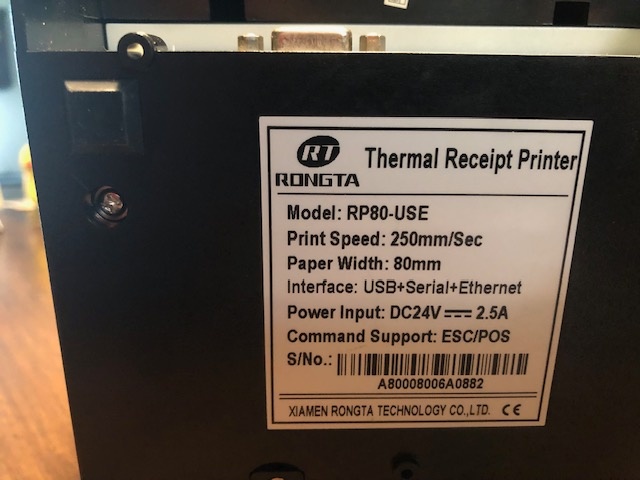 RT
RONGTA
Thermal Receipt Printer
Model: RP80-USE
Print Speed: 250mm/Sec
Paper Width: 80mm
Interface: USB+Serial+Ethernet
Power Input: DC24V ⎓ 2.5A
Command Support: ESC/POS
S/No.:
A80008006A0882
XIAMEN RONGTA TECHNOLOGY CO.,LTD. CE